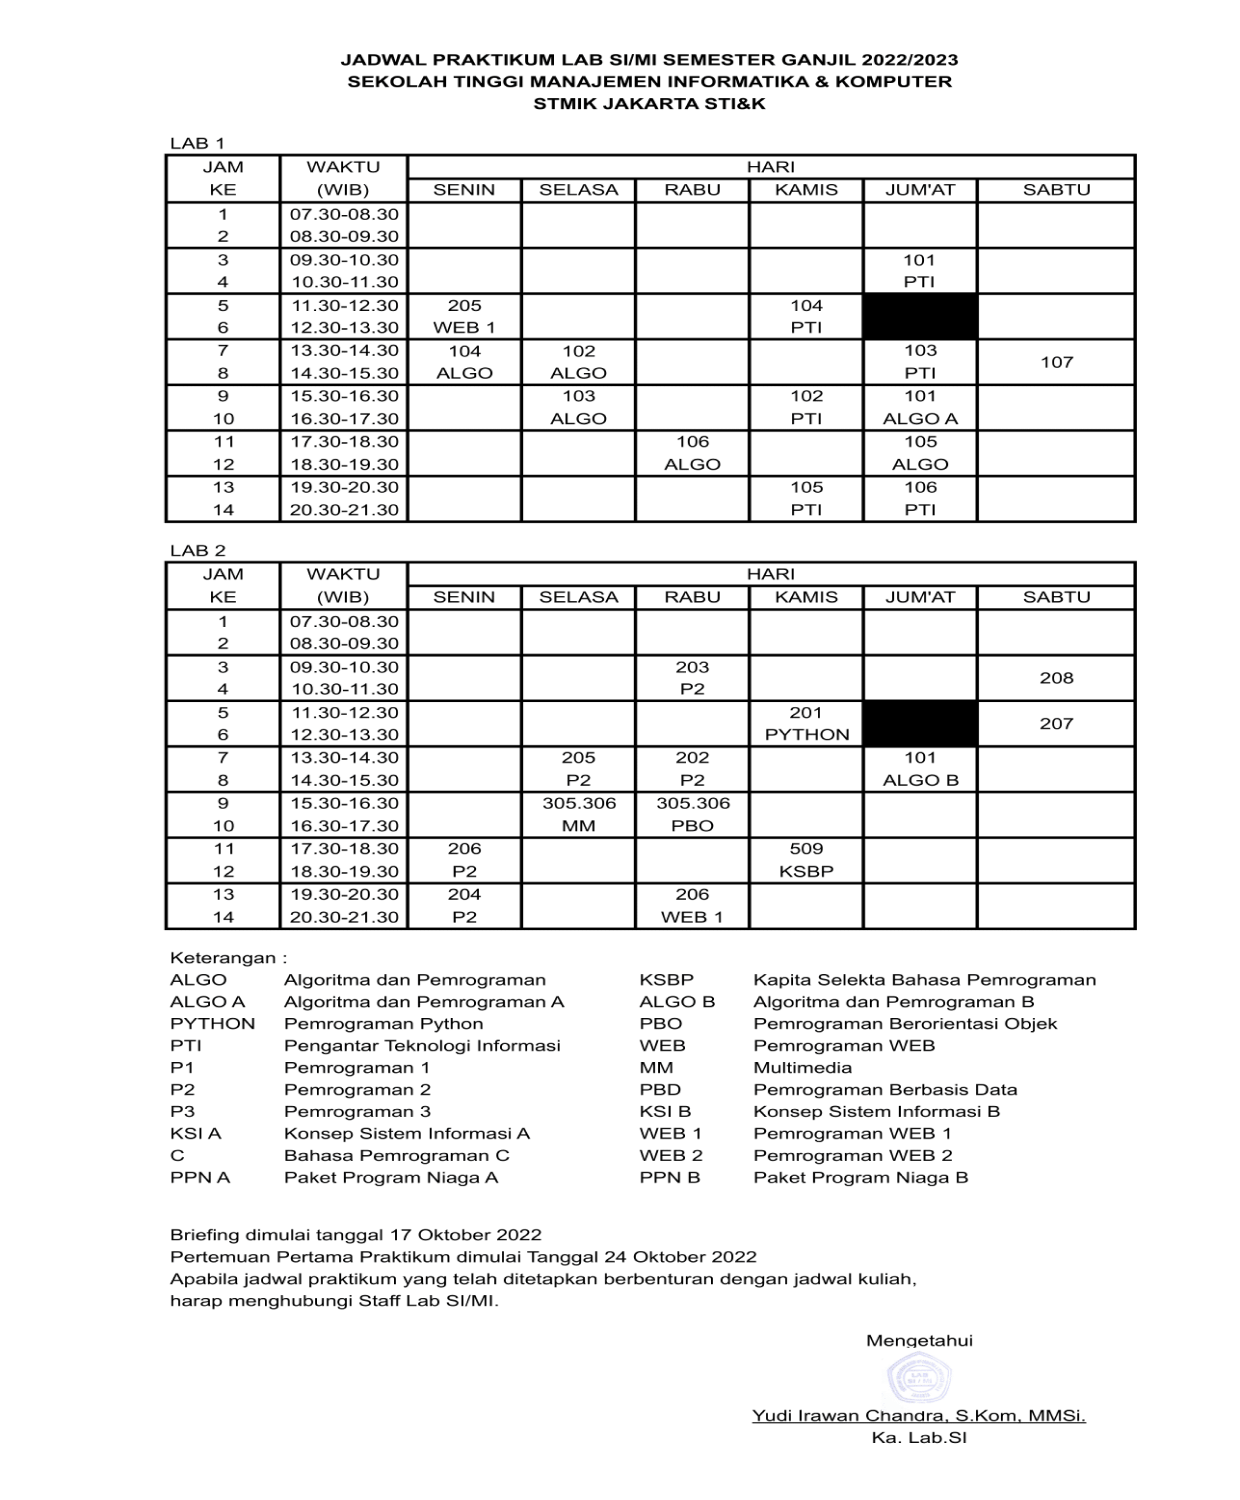 JADWAL PRAKTIKUM LAB SI/MI SEMESTER GANJIL 2022/2023
SEKOLAH TINGGI MANAJEMEN INFORMATIKA & KOMPUTER
STMIK JAKARTA STI&K
LAB 1
JAM WAKTU HARI
KE (WIB) SENIN SELASA RABU KAMIS JUM'AT SABTU
1 07.30-08.30
2 08.30-09.30
3 09.30-10.30 101
4 10.30-11.30 PTI
5 11.30-12.30 205 104
6 12.30-13.30 WEB 1 PTI
7 13.30-14.30 104 102 103
107
8 14.30-15.30 ALGO ALGO PTI
9 15.30-16.30 103 102 101
10 16.30-17.30 ALGO PTI ALGO A
11 17.30-18.30 106 105
12 18.30-19.30 ALGO ALGO
13 19.30-20.30 105 106
14 20.30-21.30 PTI PTI
LAB 2
JAM WAKTU HARI
KE (WIB) SENIN SELASA RABU KAMIS JUM'AT SABTU
1 07.30-08.30
2 08.30-09.30
3 09.30-10.30 203
208
4 10.30-11.30 P2
5 11.30-12.30 201
207
6 12.30-13.30 PYTHON
7 13.30-14.30 205 202 101
8 14.30-15.30 P2 P2 ALGO B
9 15.30-16.30 305.306 305.306
10 16.30-17.30 MM PBO
11 17.30-18.30 206 509
12 18.30-19.30 P2 KSBP
13 19.30-20.30 204 206
14 20.30-21.30 P2 WEB 1
Keterangan :
ALGO Algoritma dan Pemrograman KSBP Kapita Selekta Bahasa Pemrograman
ALGO A Algoritma dan Pemrograman A ALGO B Algoritma dan Pemrograman B
PYTHON Pemrograman Python PBO Pemrograman Berorientasi Objek
PTI Pengantar Teknologi Informasi WEB Pemrograman WEB
P1 Pemrograman 1 MM Multimedia
P2 Pemrograman 2 PBD Pemrograman Berbasis Data
P3 Pemrograman 3 KSI B Konsep Sistem Informasi B
KSI A Konsep Sistem Informasi A WEB 1 Pemrograman WEB 1
C Bahasa Pemrograman C WEB 2 Pemrograman WEB 2
PPN A Paket Program Niaga A PPN B Paket Program Niaga B
Briefing dimulai tanggal 17 Oktober 2022
Pertemuan Pertama Praktikum dimulai Tanggal 24 Oktober 2022
Apabila jadwal praktikum yang telah ditetapkan berbenturan dengan jadwal kuliah,
harap menghubungi Staff Lab SI/MI.
Mengetahui
LAB
SI / MI
Yudi Irawan Chandra, S.Kom, MMSi.
Ka. Lab.SI